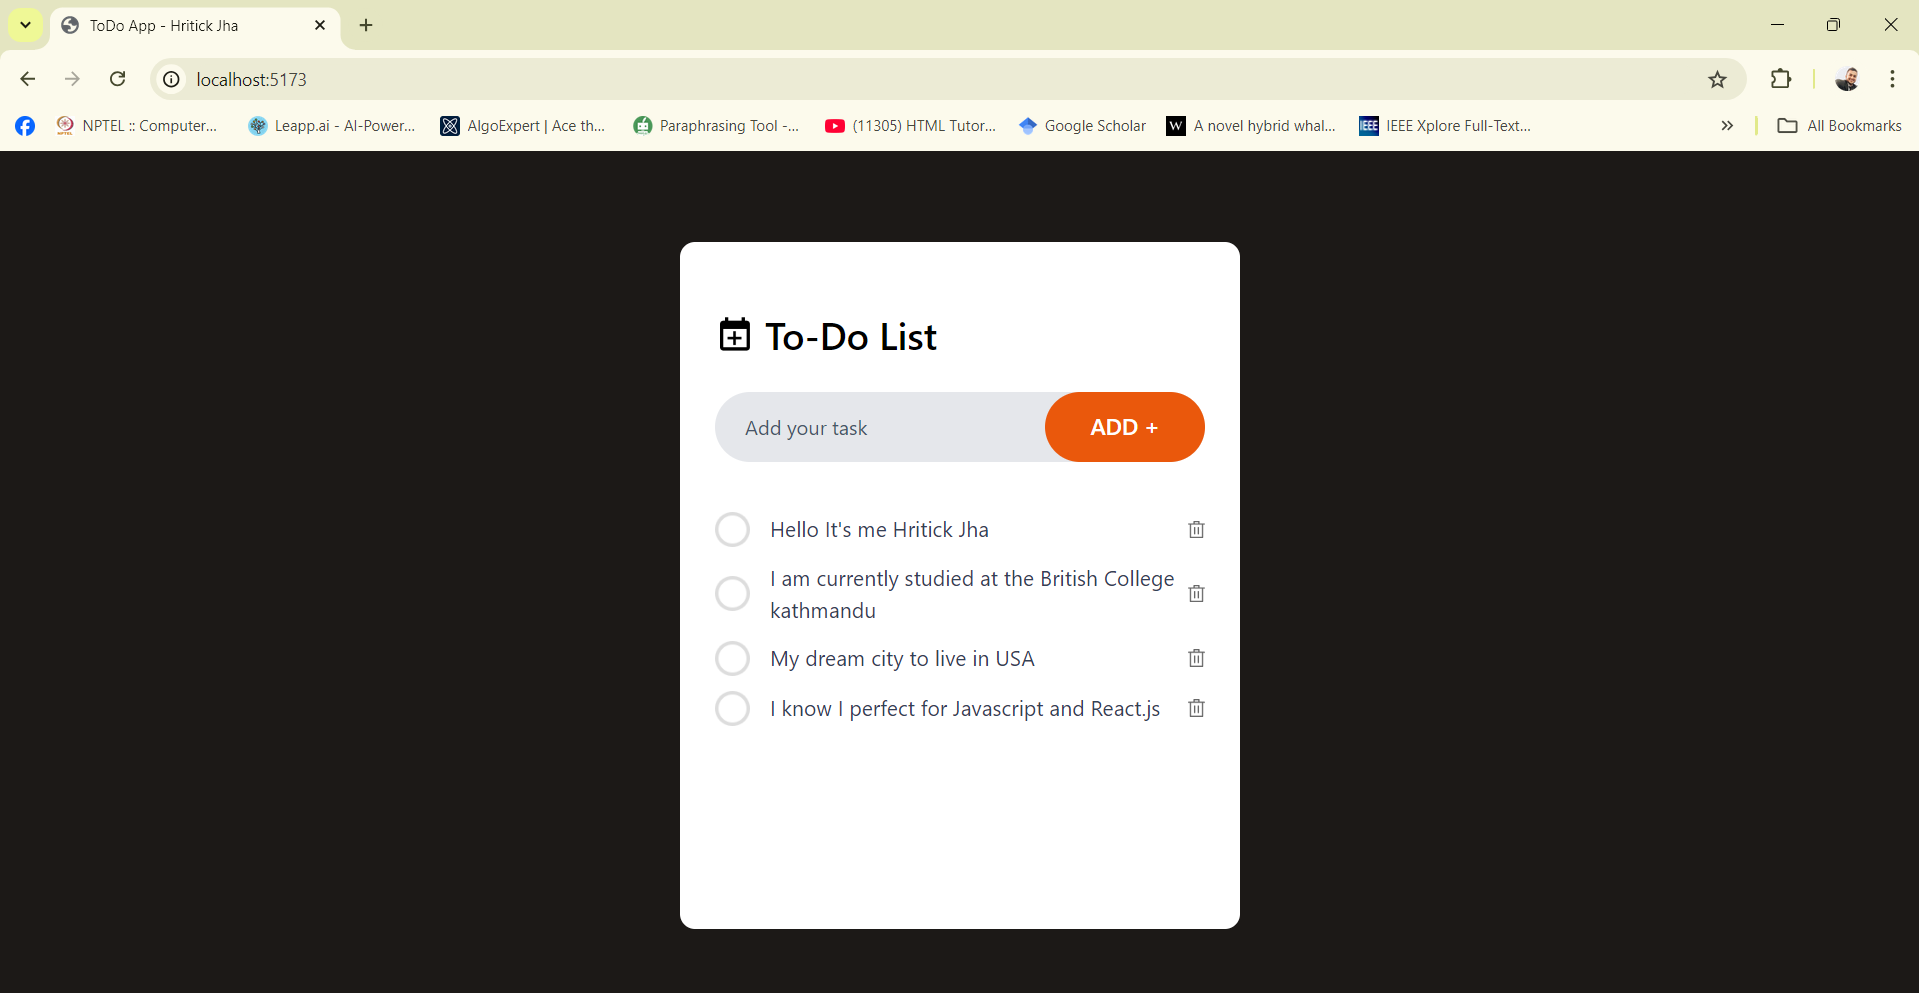 ToDo App - Hritick Jha
localhost:5173
NPTEL :: Computer...
Leapp.ai - AI-Power...
AlgoExpert | Ace th...
Paraphrasing Tool -...
(11305) HTML Tutor...
Google Scholar
W A novel hybrid whal...
IEEE IEEE Xplore Full-Text...
All Bookmarks
To-Do List
Add your task
ADD +
Hello It's me Hritick Jha
I am currently studied at the British College
kathmandu
My dream city to live in USA
I know I perfect for Javascript and React.js